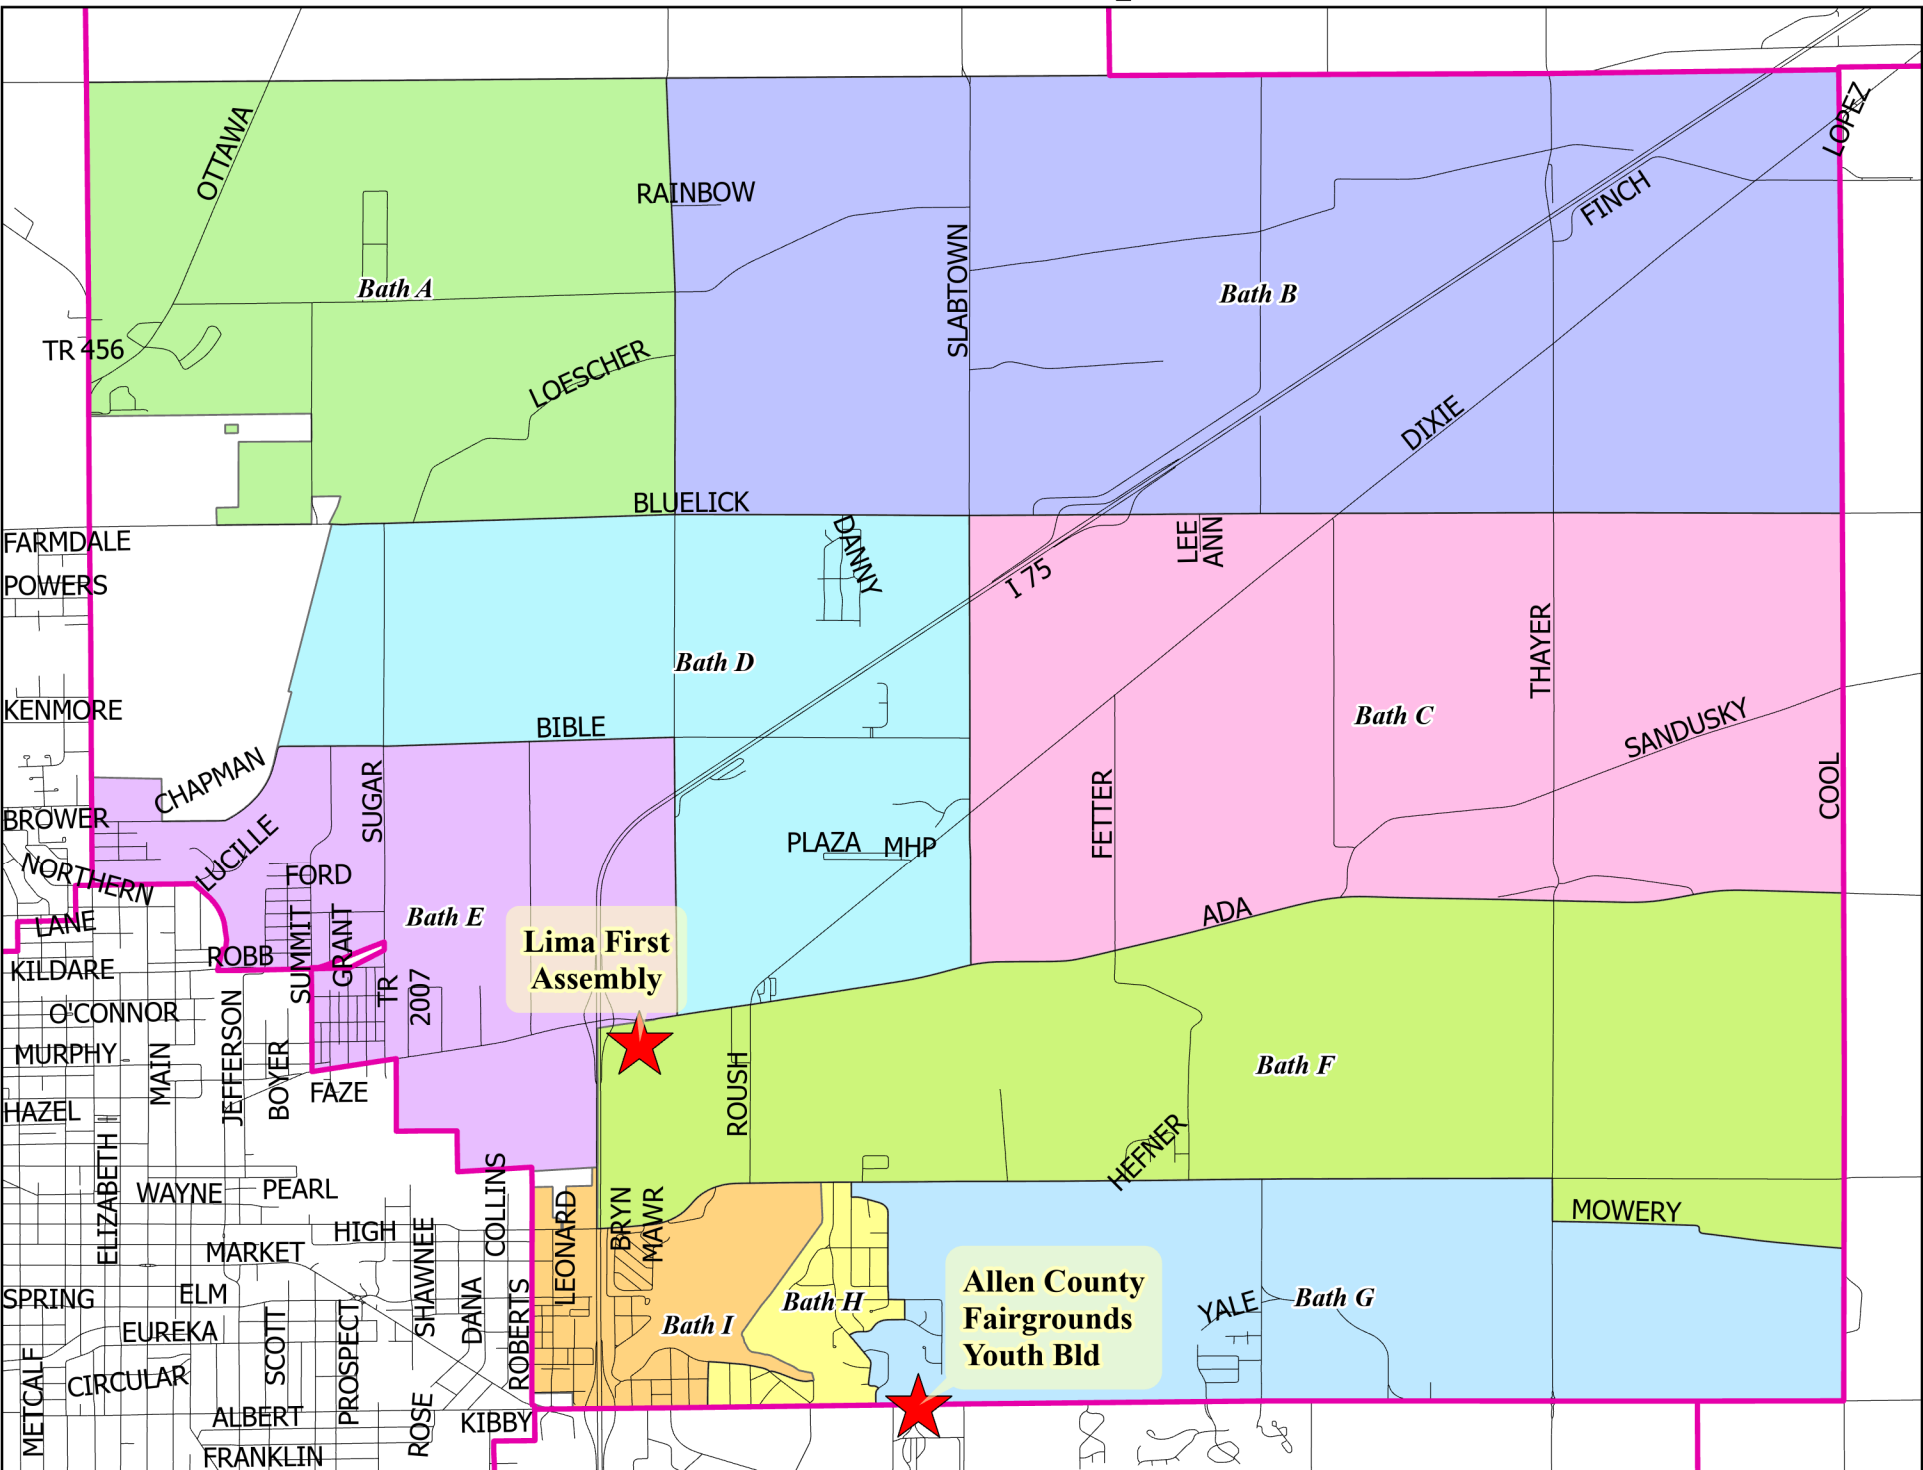 OTTAWA
RAINBOW
LOPEZ
FINCH
SLABTOWN
Bath A
Bath B
TR 456
LOESCHER
DIXIE
BLUELICK
FARMDALE
DANNY
LEE
ANN
I 75
POWERS
THAYER
Bath D
KENMORE
BIBLE
Bath C
SANDUSKY
CHAPMAN
SUGAR
COOL
BROWER
LUCILLE
PLAZA
MHP
FETTER
NORTHERN
FORD
LANE
SUMMIT
GRANT
Bath E
ADA
Lima First
Assembly
ROBB
KILDARE
TR
2007
O'CONNOR
JEFFERSON
MURPHY
MAIN
BOYER
FAZE
ROUSH
Bath F
HAZEL
ELIZABETH
COLLINS
HEFNER
WAYNE
PEARL
LEONARD
BRYN
MAWR
MOWERY
HIGH
MARKET
SHAWNEE
Allen County
Fairgrounds
Youth Bld
SPRING
ELM
DANA
ROBERTS
Bath H
YALE
Bath G
EUREKA
SCOTT
PROSPECT
Bath I
METCALF
CIRCULAR
ROSE
ALBERT
KIBBY
FRANKLIN